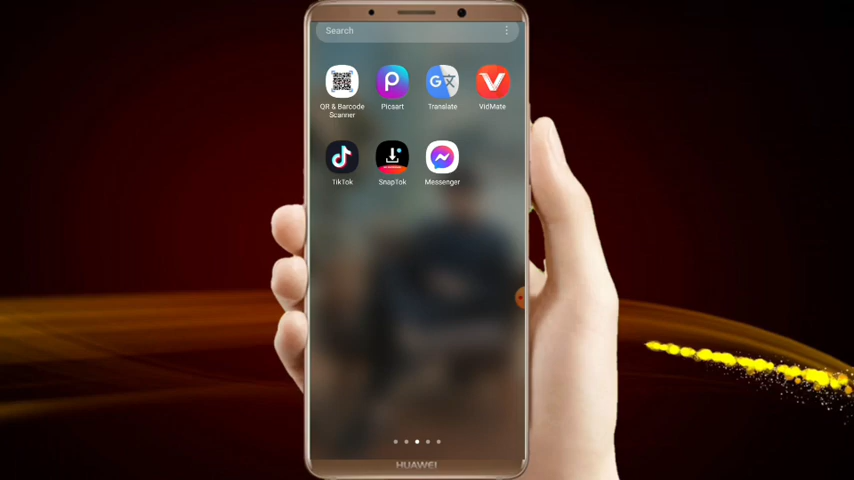 Search
QR & Barcode
Scanner
Picsart
Translate
VidMate
TikTok
SnapTok
Messenger
HUAWEI